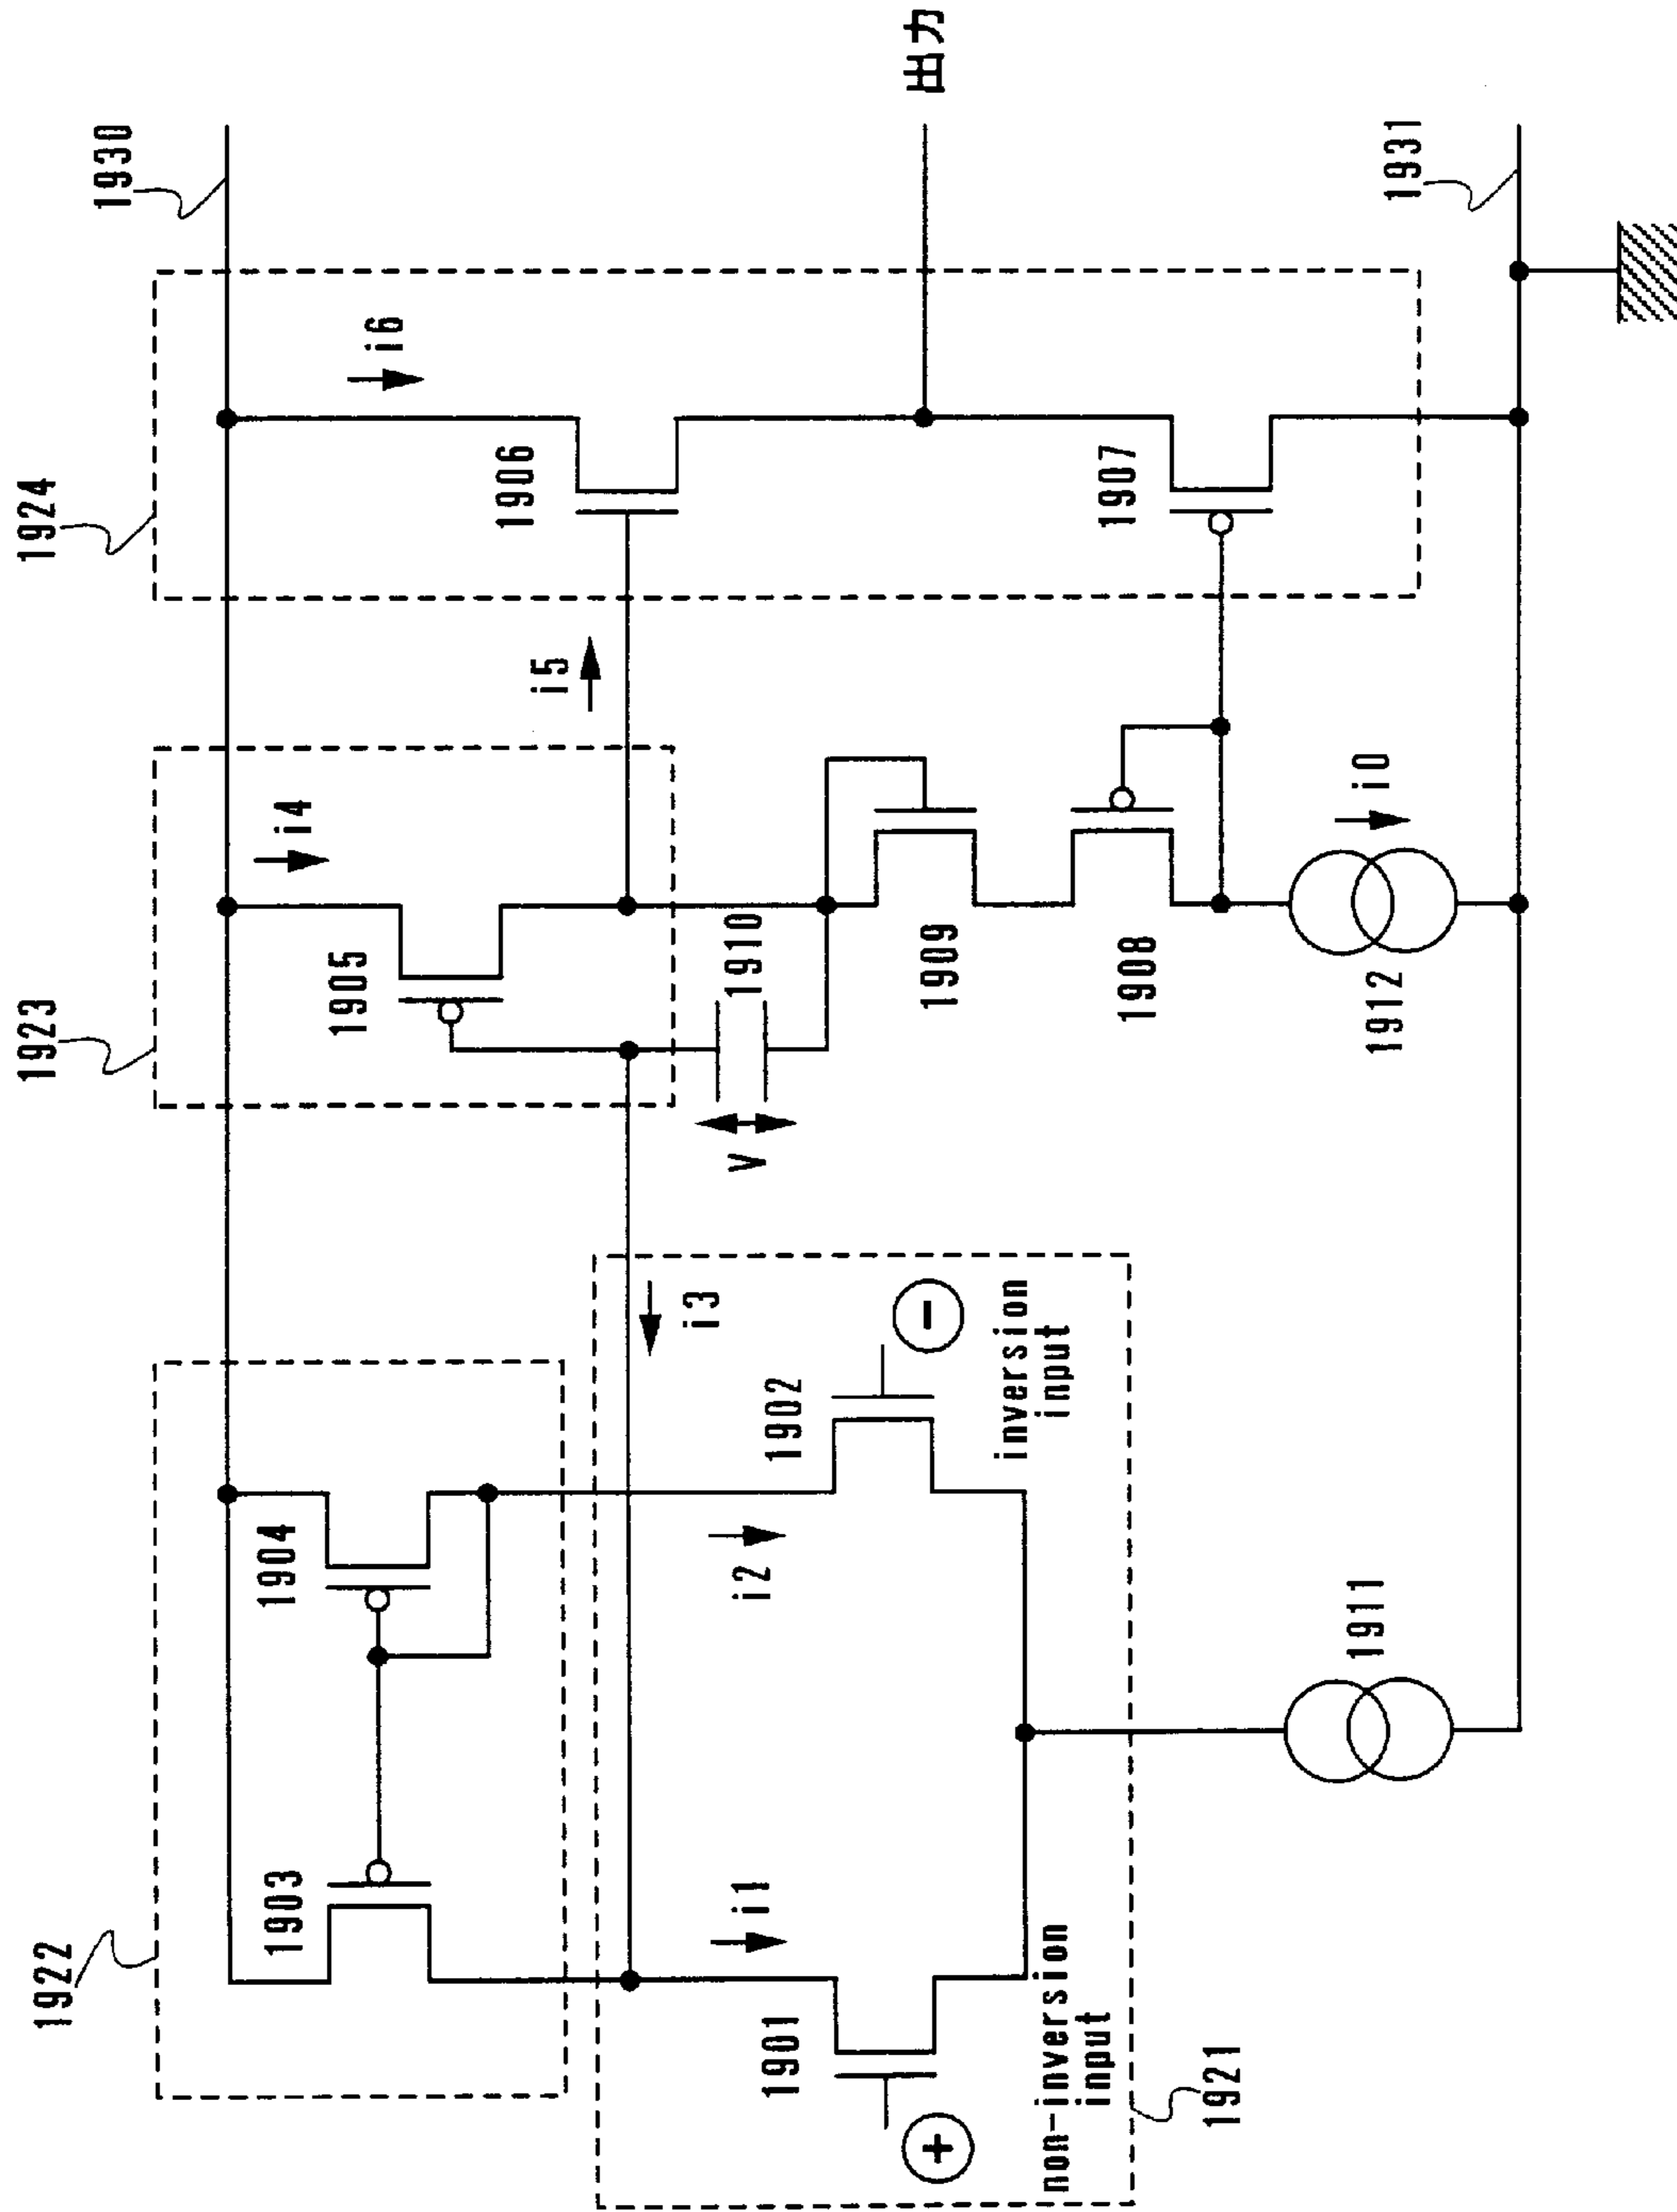 1922
1923
1924
1930
1903
1904
1905
i4
i6
i3
i5
1906
出力
1910
V
i1
i2
1901
1902
1909
non-inversion
input
inversion
input
1908
1907
1921
1911
1912
i0
1931
+
−